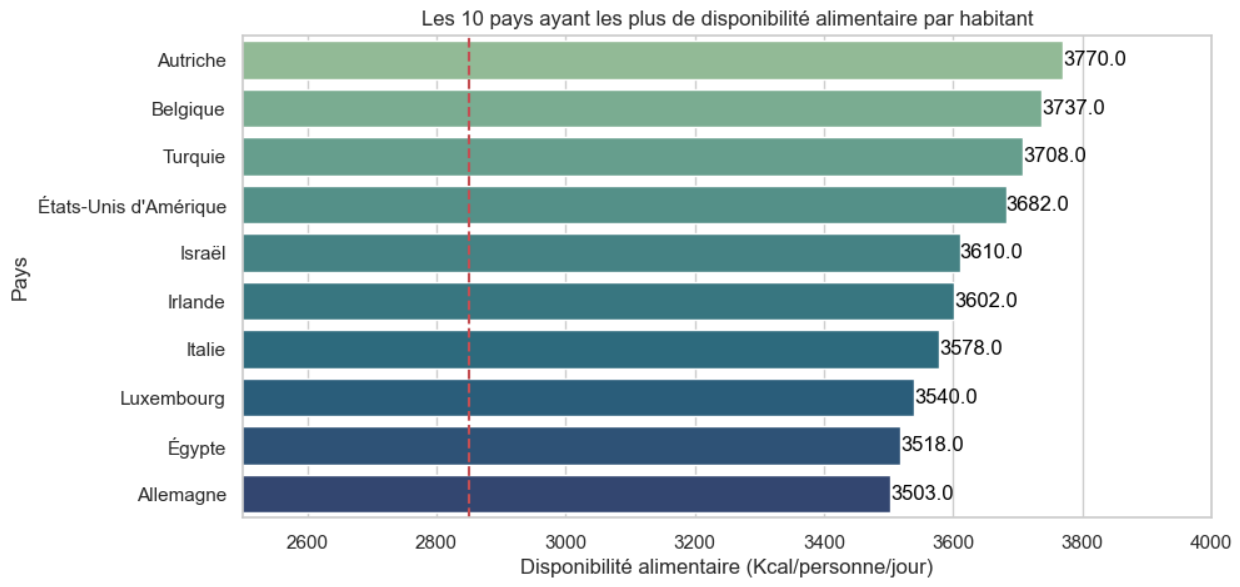 Les 10 pays ayant les plus de disponibilité alimentaire par habitant
Pays
Autriche 3770.0
Belgique 3737.0
Turquie 3708.0
États-Unis d'Amérique 3682.0
Israël 3610.0
Irlande 3602.0
Italie 3578.0
Luxembourg 3540.0
Égypte 3518.0
Allemagne 3503.0
2600 2800 3000 3200 3400 3600 3800 4000
Disponibilité alimentaire (Kcal/personne/jour)